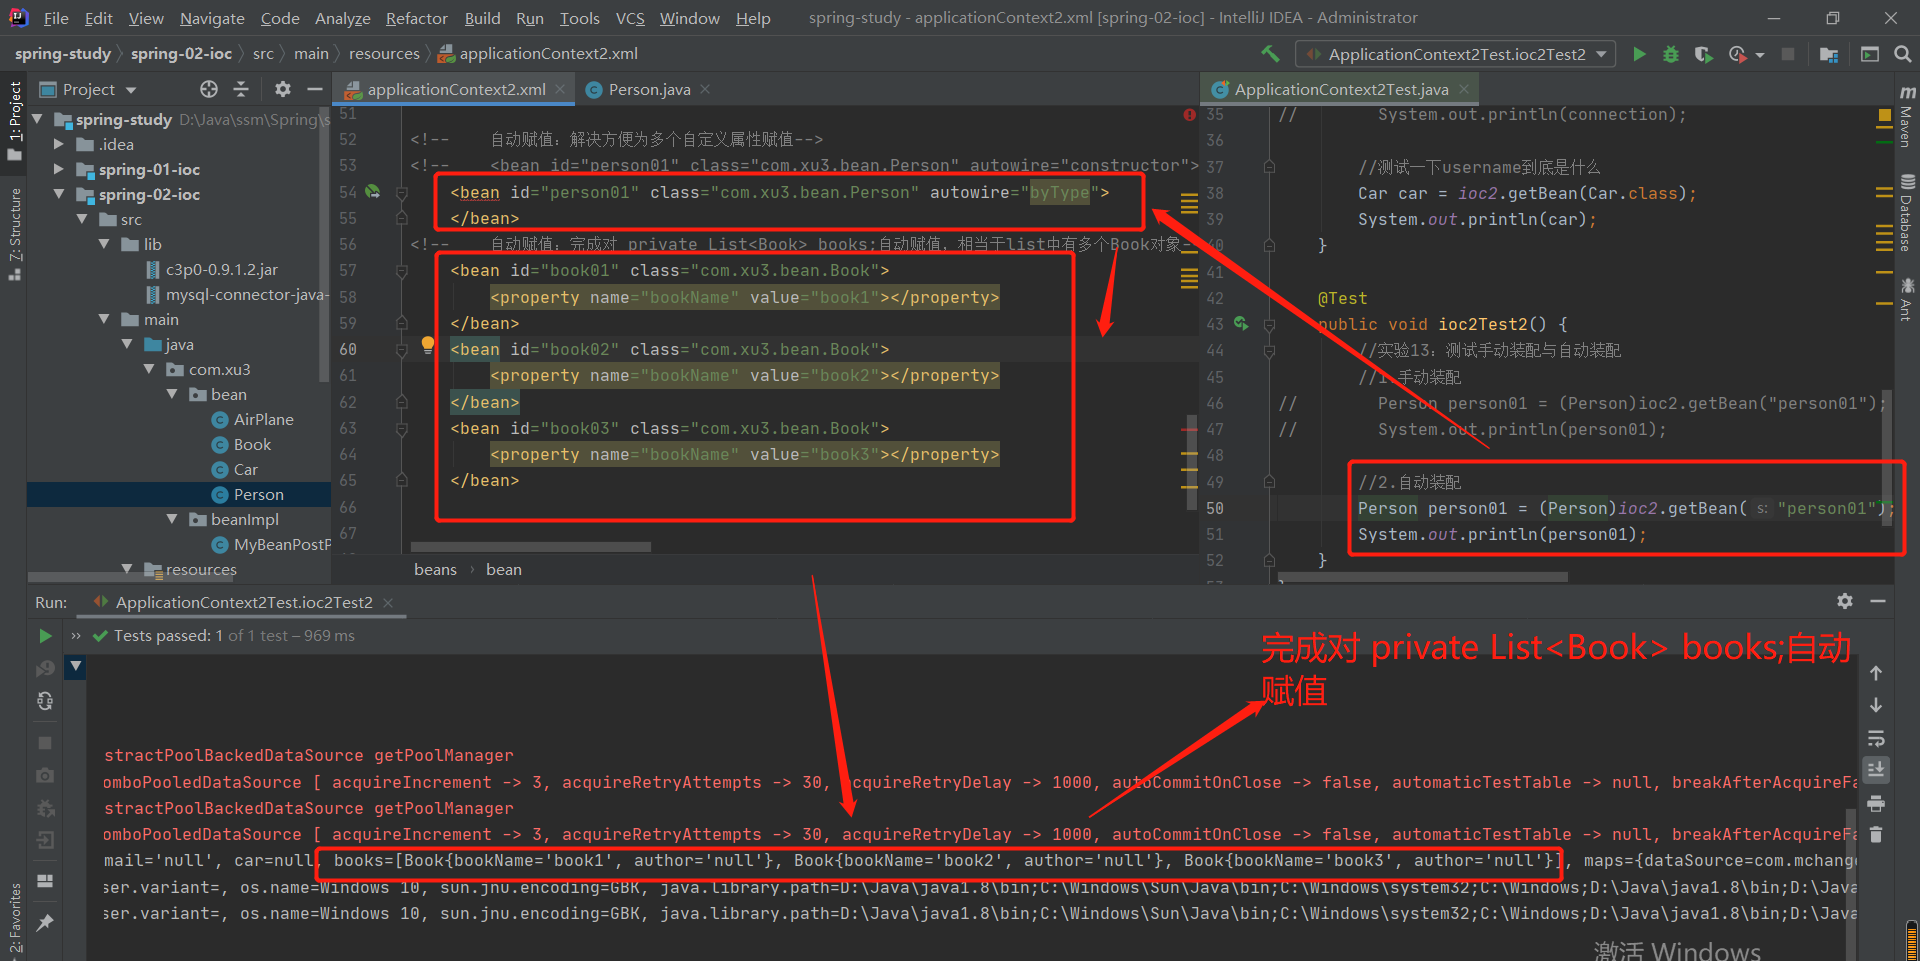 File Edit View Navigate Code Analyze Refactor Build Run Tools VCS Window Help spring-study - applicationContext2.xml [spring-02-ioc] - IntelliJ IDEA - Administrator
spring-study spring-02-ioc src main resources applicationContext2.xml ApplicationContext2Test.ioc2Test2
1: Project
7: Structure
2: Favorites
Project
spring-study D:\Java\ssm\Spring\s
.idea
spring-01-ioc
spring-02-ioc
src
lib
c3p0-0.9.1.2.jar
mysql-connector-java-
main
java
com.xu3
bean
AirPlane
Book
Car
Person
beanImpl
MyBeanPostP
resources
applicationContext2.xml Person.java
51
52 <!-- 自动赋值：解决方便为多个自定义属性赋值-->
53 <!-- <bean id="person01" class="com.xu3.bean.Person" autowire="constructor">
54 <bean id="person01" class="com.xu3.bean.Person" autowire="byType">
55 </bean>
56 <!-- 自动赋值：完成对 private List<Book> books;自动赋值，相当于list中有多个Book对象-
57 <bean id="book01" class="com.xu3.bean.Book">
58 <property name="bookName" value="book1"></property>
59 </bean>
60 <bean id="book02" class="com.xu3.bean.Book">
61 <property name="bookName" value="book2"></property>
62 </bean>
63 <bean id="book03" class="com.xu3.bean.Book">
64 <property name="bookName" value="book3"></property>
65 </bean>
66
67
beans bean
ApplicationContext2Test.java
35 // System.out.println(connection);
36
37 //测试一下username到底是什么
38 Car car = ioc2.getBean(Car.class);
39 System.out.println(car);
40 }
41
42 @Test
43 public void ioc2Test2() {
44 //实验13：测试手动装配与自动装配
45 //1.手动装配
46 // Person person01 = (Person)ioc2.getBean("person01");
47 // System.out.println(person01);
48
49 //2.自动装配
50 Person person01 = (Person)ioc2.getBean( s: "person01");
51 System.out.println(person01);
52 }
Maven
Database
Ant
Run: ApplicationContext2Test.ioc2Test2
Tests passed: 1 of 1 test – 969 ms
完成对 private List<Book> books;自动
赋值
stractPoolBackedDataSource getPoolManager
omboPooledDataSource [ acquireIncrement -> 3, acquireRetryAttempts -> 30, acquireRetryDelay -> 1000, autoCommitOnClose -> false, automaticTestTable -> null, breakAfterAcquireFa
stractPoolBackedDataSource getPoolManager
omboPooledDataSource [ acquireIncrement -> 3, acquireRetryAttempts -> 30, acquireRetryDelay -> 1000, autoCommitOnClose -> false, automaticTestTable -> null, breakAfterAcquireFa
mail='null', car=null, books=[Book{bookName='book1', author='null'}, Book{bookName='book2', author='null'}, Book{bookName='book3', author='null'}], maps={dataSource=com.mchang
ser.variant=, os.name=Windows 10, sun.jnu.encoding=GBK, java.library.path=D:\Java\java1.8\bin;C:\Windows\Sun\Java\bin;C:\Windows\system32;C:\Windows;D:\Java\java1.8\bin;D:\Java
ser.variant=, os.name=Windows 10, sun.jnu.encoding=GBK, java.library.path=D:\Java\java1.8\bin;C:\Windows\Sun\Java\bin;C:\Windows\system32;C:\Windows;D:\Java\java1.8\bin;D:\Java
激活 Windows